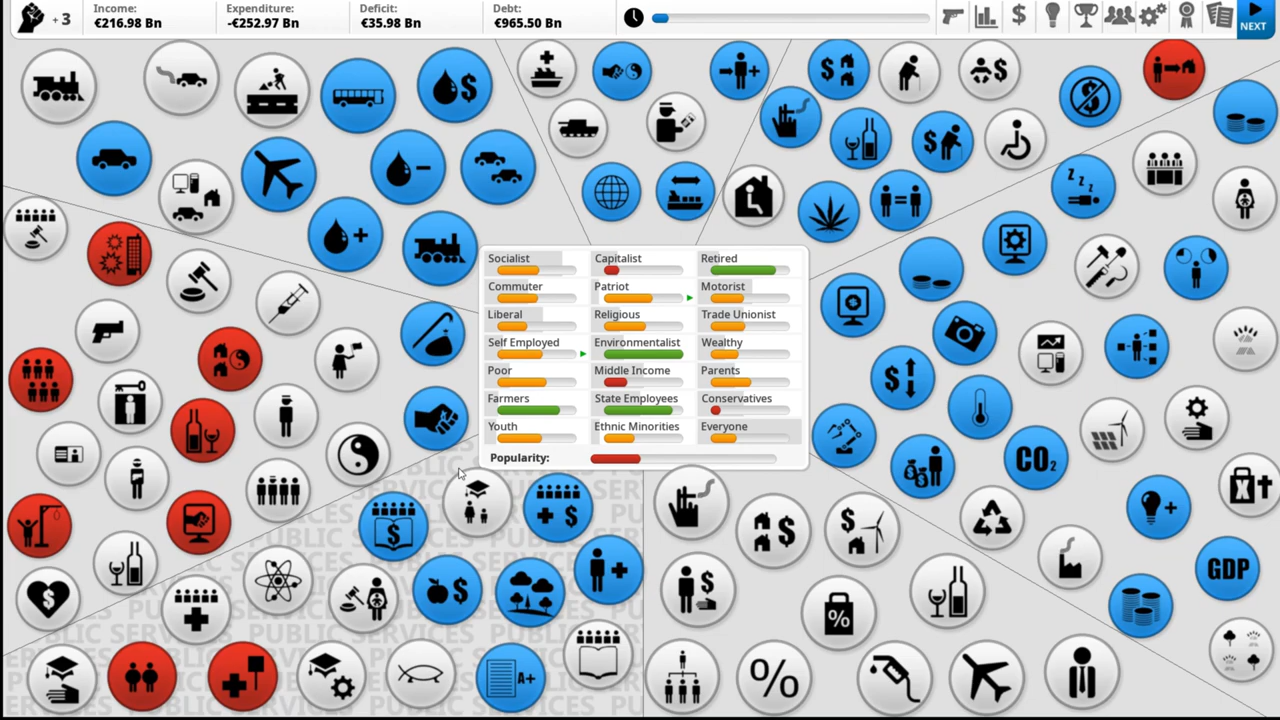 + 3
Income:
€216.98 Bn
Expenditure:
-€252.97 Bn
Deficit:
€35.98 Bn
Debt:
€965.50 Bn
NEXT
Socialist Capitalist Retired
Commuter Patriot Motorist
Liberal Religious Trade Unionist
Self Employed Environmentalist Wealthy
Poor Middle Income Parents
Farmers State Employees Conservatives
Youth Ethnic Minorities Everyone
Popularity:
CO₂
GDP
A+
PUBLIC SERVICES